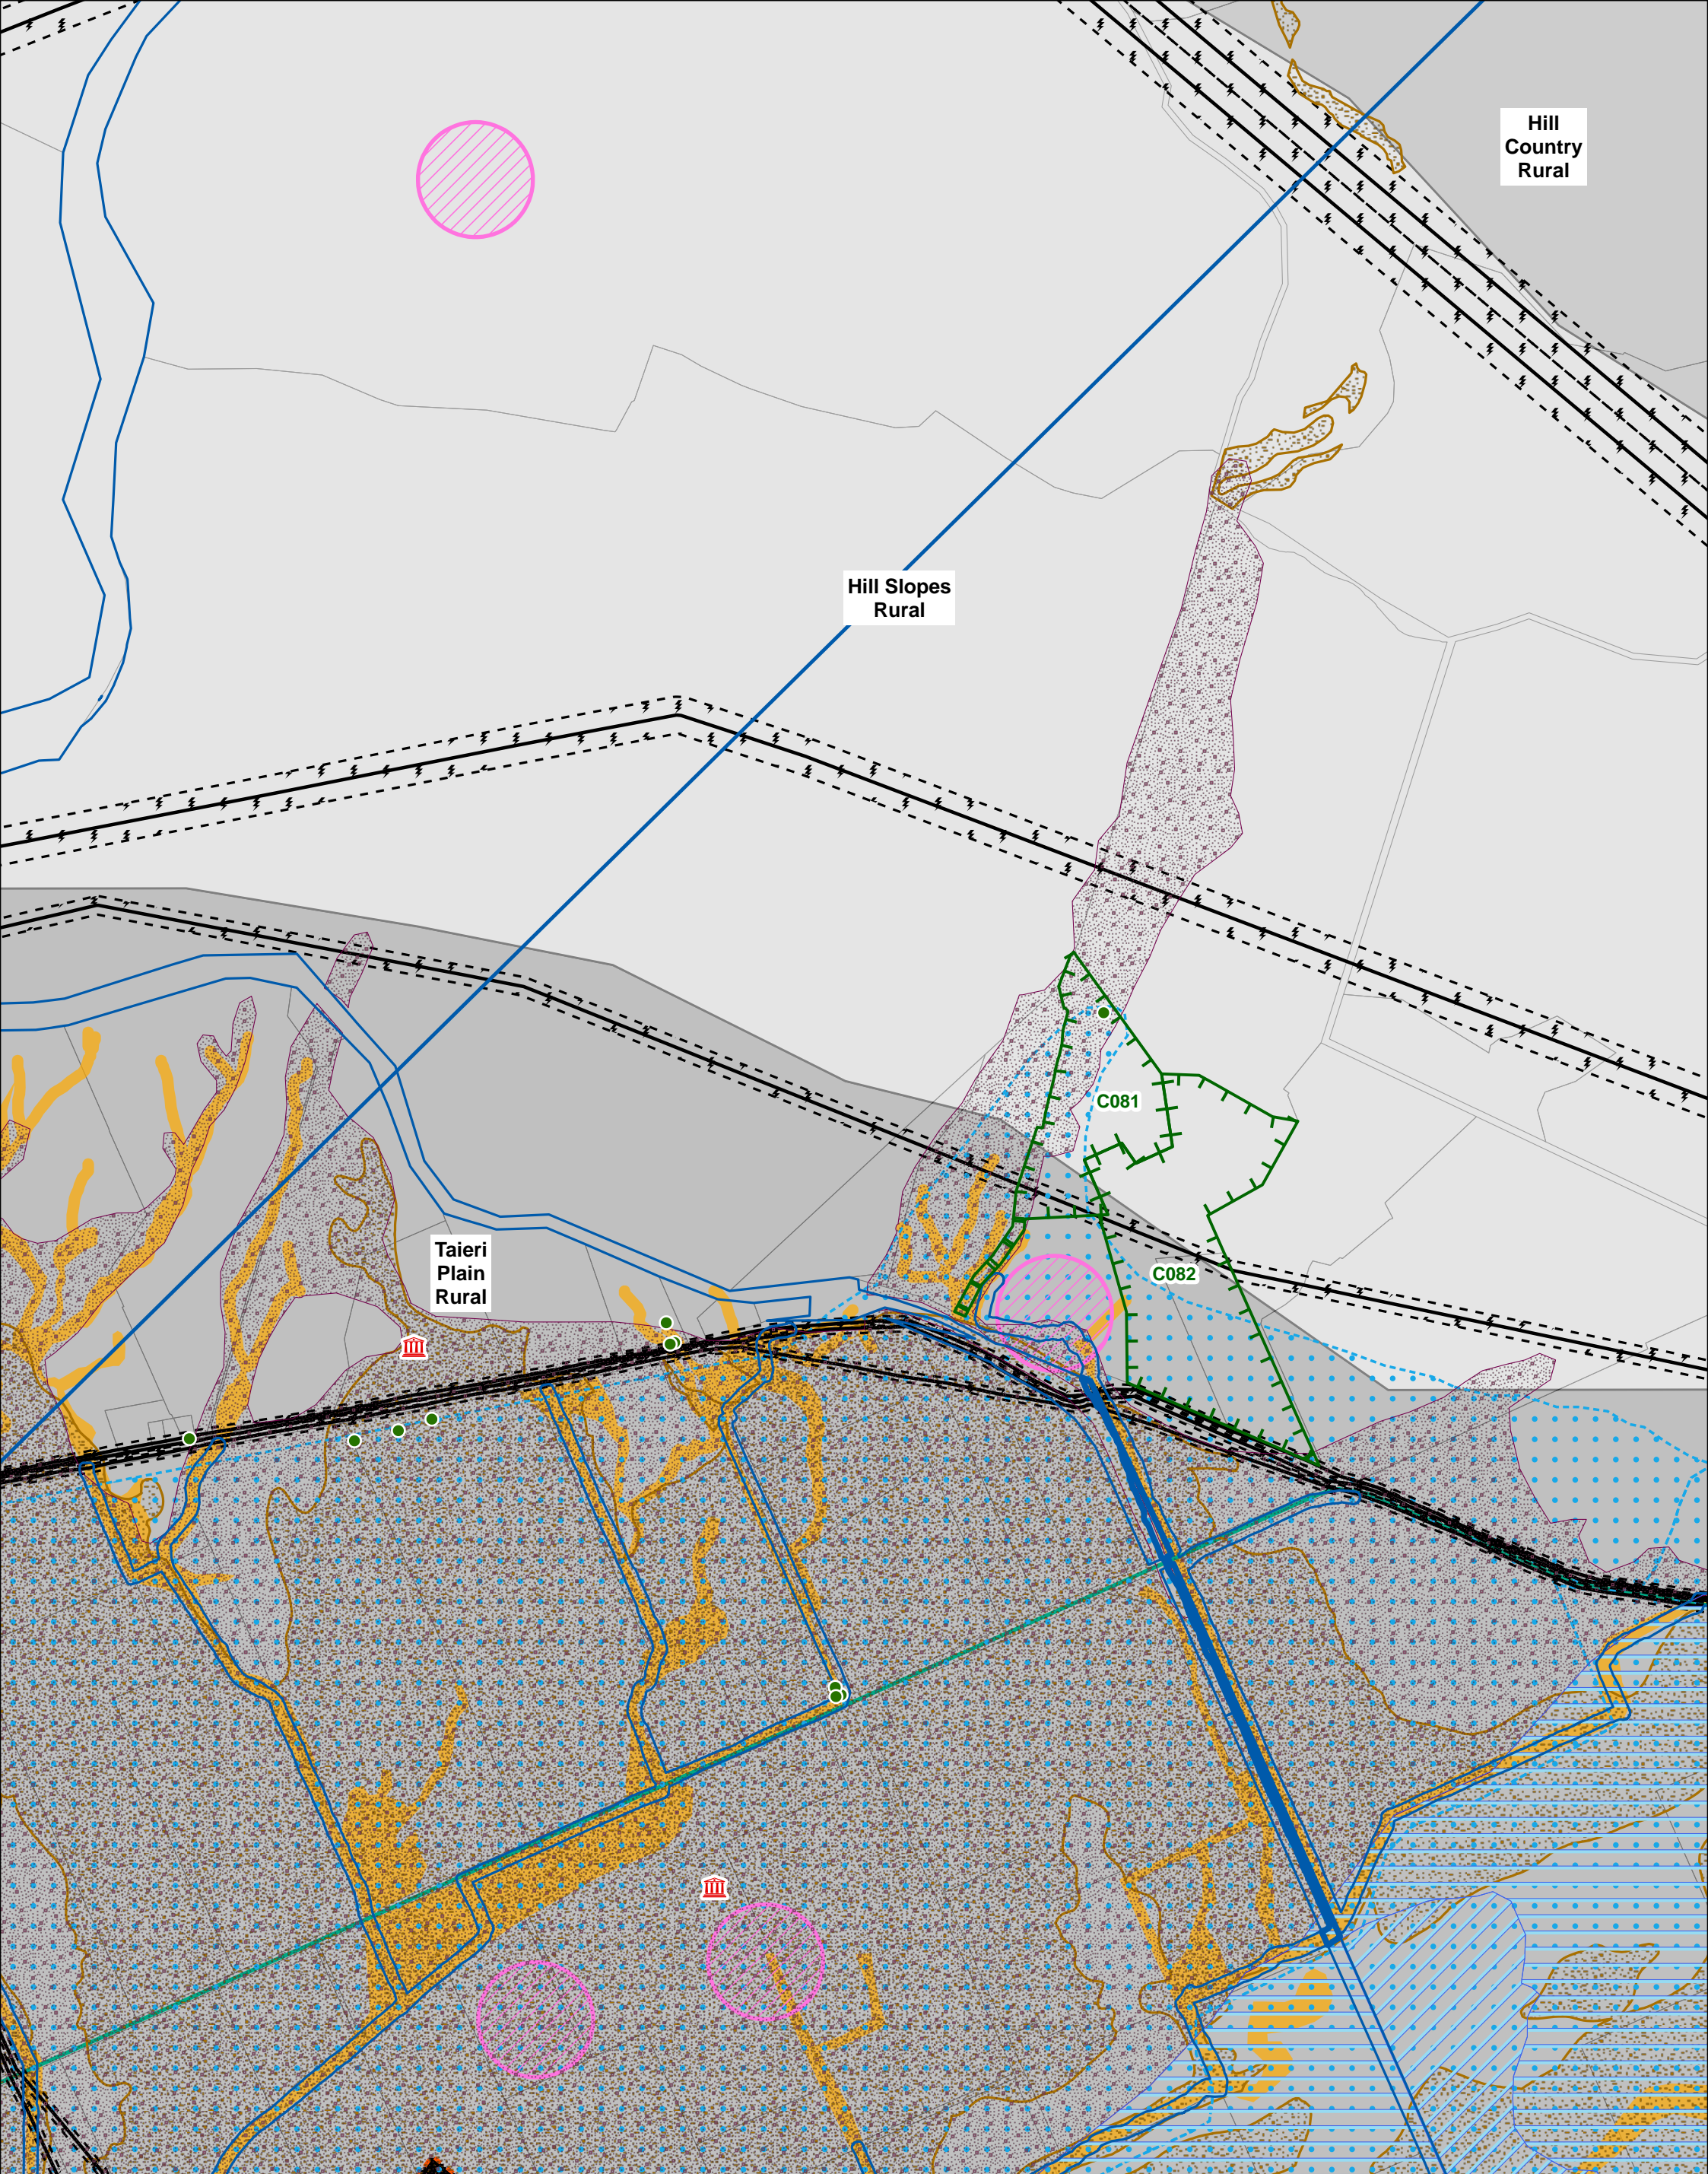 Hill
Country
Rural
Hill Slopes
Rural
C081
Taieri
Plain
Rural
C082